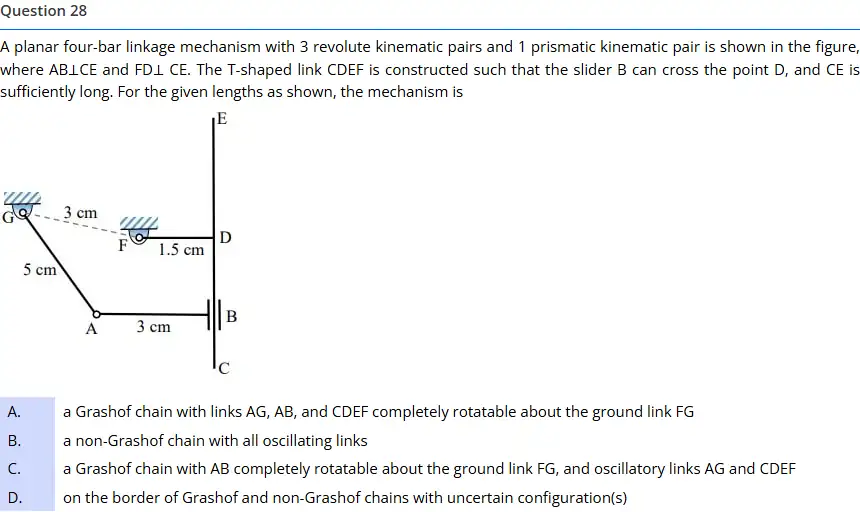 Question 28
A planar four-bar linkage mechanism with 3 revolute kinematic pairs and 1 prismatic kinematic pair is shown in the figure,
where AB⊥CE and FD⊥ CE. The T-shaped link CDEF is constructed such that the slider B can cross the point D, and CE is
sufficiently long. For the given lengths as shown, the mechanism is
E
G
3 cm
F
D
1.5 cm
5 cm
B
A
3 cm
C
A. a Grashof chain with links AG, AB, and CDEF completely rotatable about the ground link FG
B. a non-Grashof chain with all oscillating links
C. a Grashof chain with AB completely rotatable about the ground link FG, and oscillatory links AG and CDEF
D. on the border of Grashof and non-Grashof chains with uncertain configuration(s)